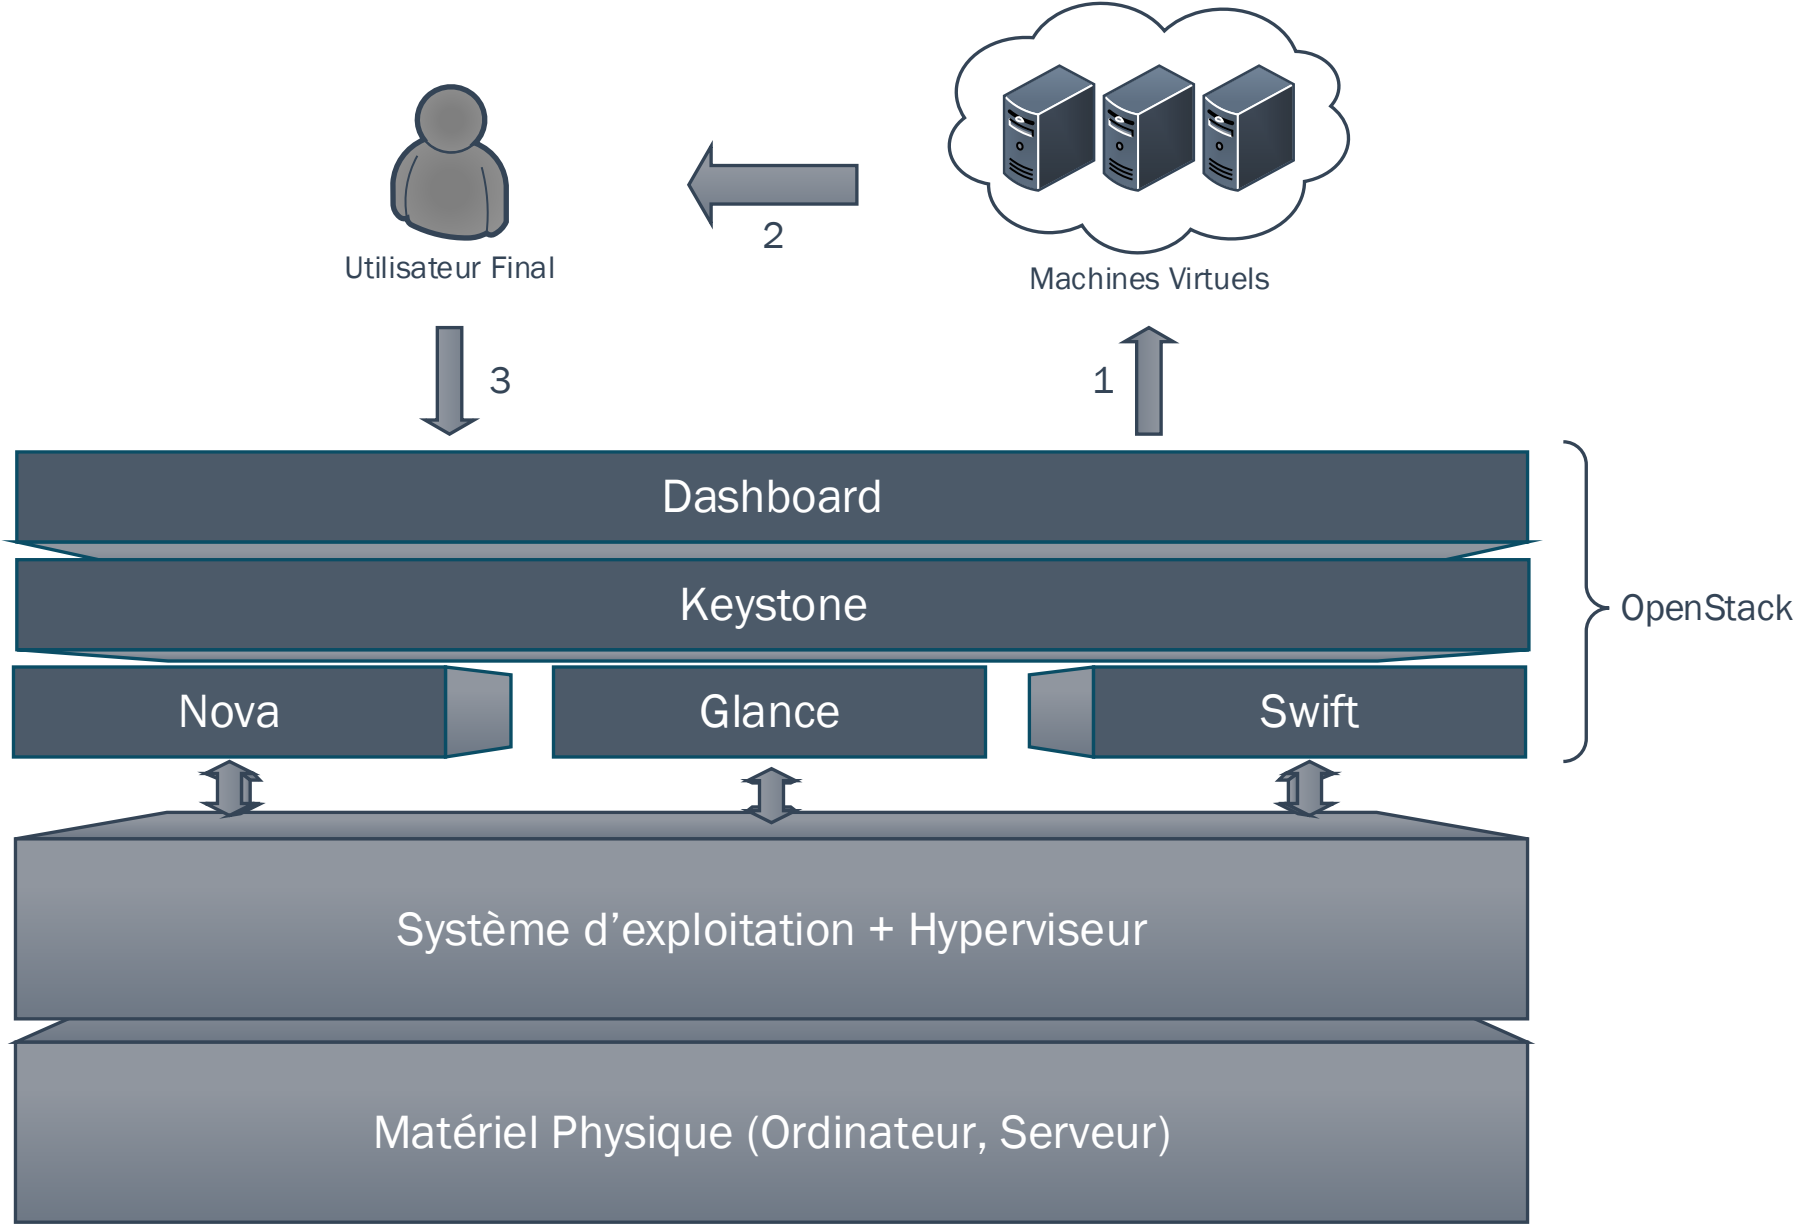 Utilisateur Final
2
Machines Virtuels
3
1
Dashboard
Keystone
OpenStack
Nova
Glance
Swift
Système d’exploitation + Hyperviseur
Matériel Physique (Ordinateur, Serveur)